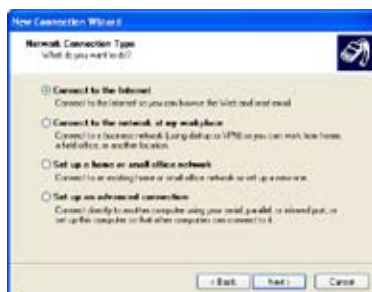 New Connection Wizard
Network Connection Type
What do you want to do?
Connect to the Internet
Connect to the Internet so you can browse the Web and read email.
Connect to the network at my workplace
Connect to a business network (using dial-up or VPN) so you can work from home,
a field office, or another location.
Set up a home or small office network
Connect to an existing home or small office network or set up a new one.
Set up an advanced connection
Connect directly to another computer using your serial, parallel, or infrared port, or
set up this computer so that other computers can connect to it.
< Back
Next >
Cancel